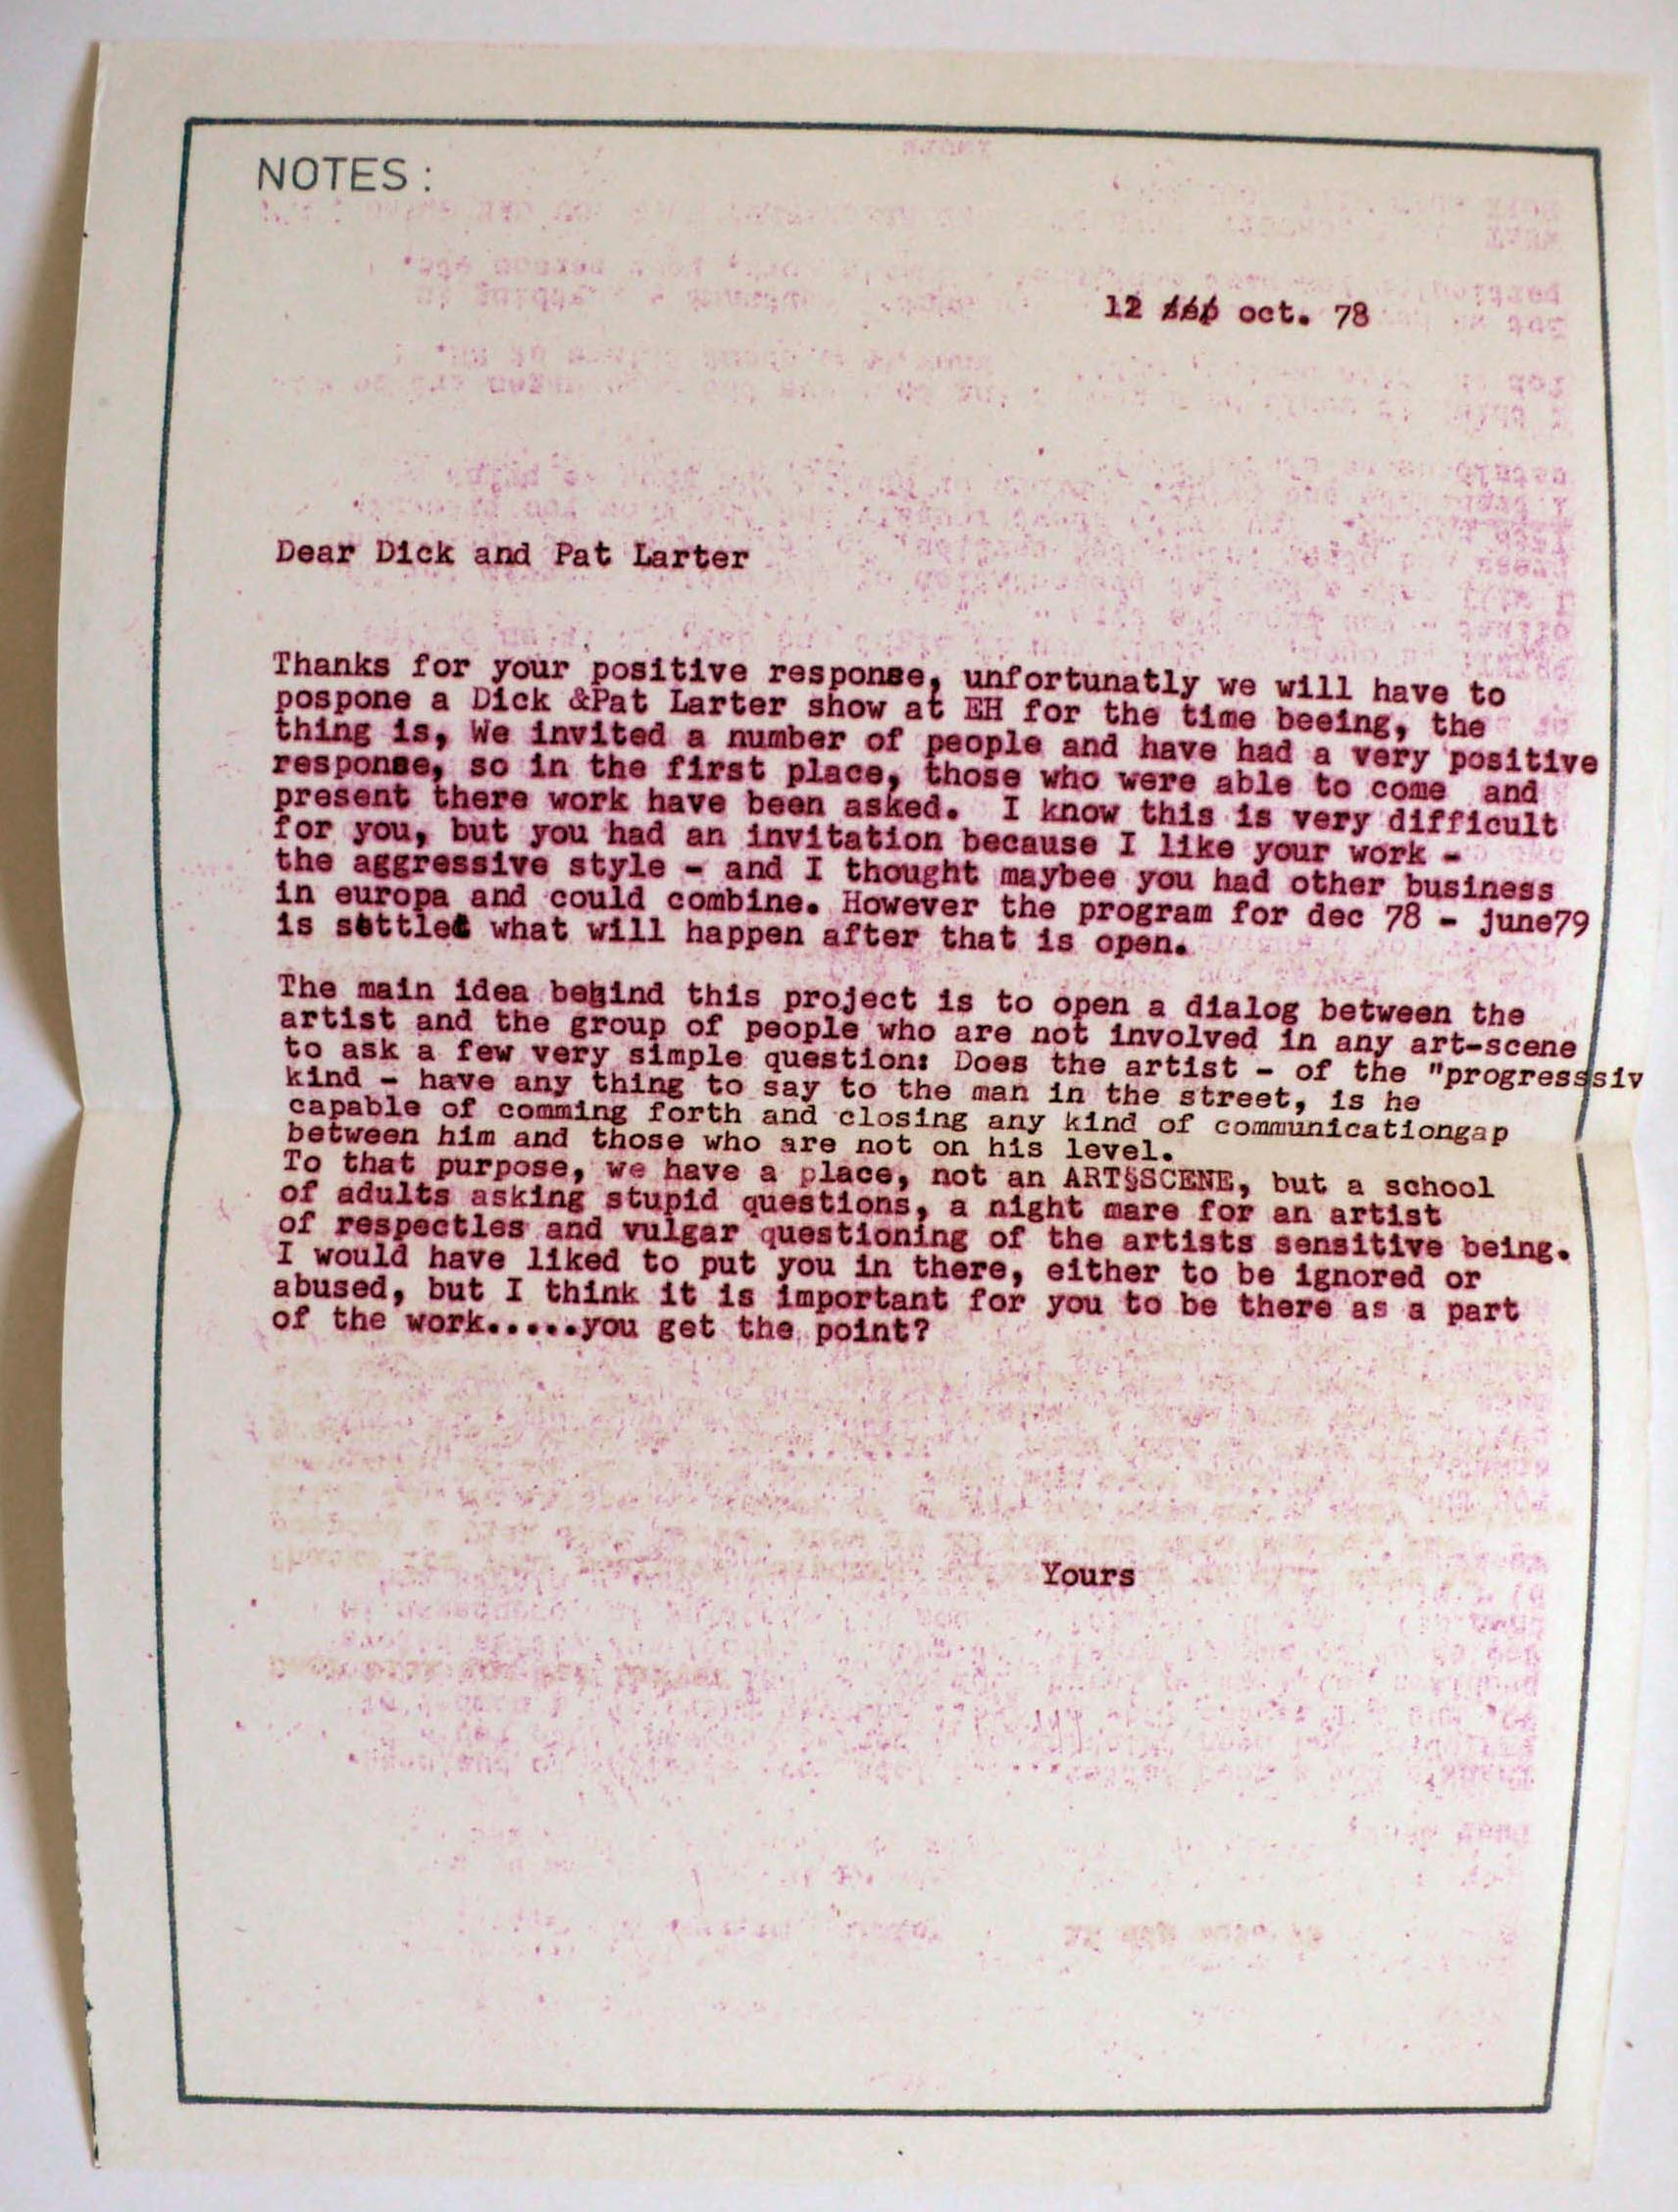 NOTES:
12 sep oct. 78
Dear Dick and Pat Larter
Thanks for your positive response, unfortunatly we will have to
pospone a Dick &Pat Larter show at EH for the time beeing, the
thing is, We invited a number of people and have had a very positive
response, so in the first place, those who were able to come and
present there work have been asked. I know this is very difficult
for you, but you had an invitation because I like your work -
the aggressive style - and I thought maybee you had other business
in europa and could combine. However the program for dec 78 - june79
is settled what will happen after that is open.
The main idea behind this project is to open a dialog between the
artist and the group of people who are not involved in any art-scene
to ask a few very simple question: Does the artist - of the "progresssiv
kind - have any thing to say to the man in the street, is he
capable of comming forth and closing any kind of communicationgap
between him and those who are not on his level.
To that purpose, we have a place, not an ART§SCENE, but a school
of adults asking stupid questions, a night mare for an artist
of respectles and vulgar questioning of the artists sensitive being.
I would have liked to put you in there, either to be ignored or
abused, but I think it is important for you to be there as a part
of the work.....you get the point?
Yours